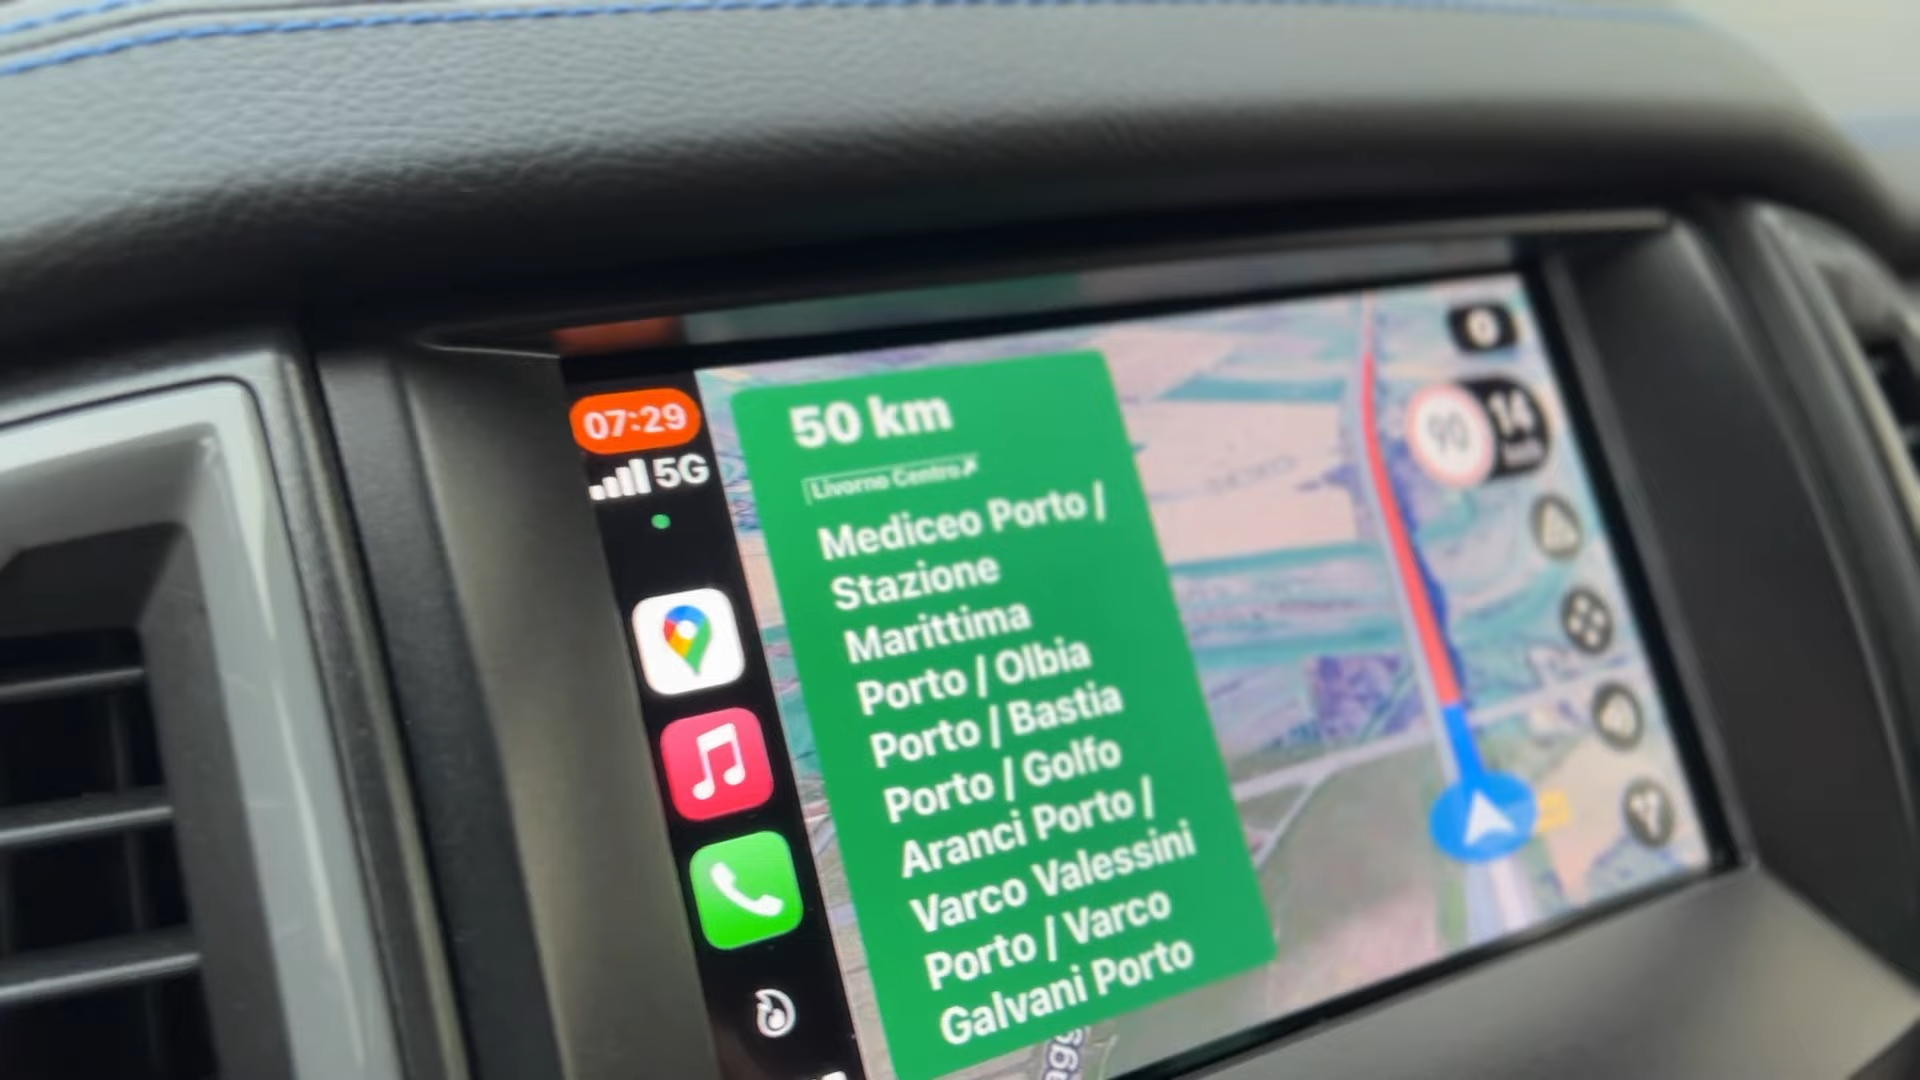 07:29
5G
50 km
Livorno Centro
Mediceo Porto /
Stazione
Marittima
Porto / Olbia
Porto / Bastia
Porto / Golfo
Aranci Porto /
Varco Valessini
Porto / Varco
Galvani Porto
90
14